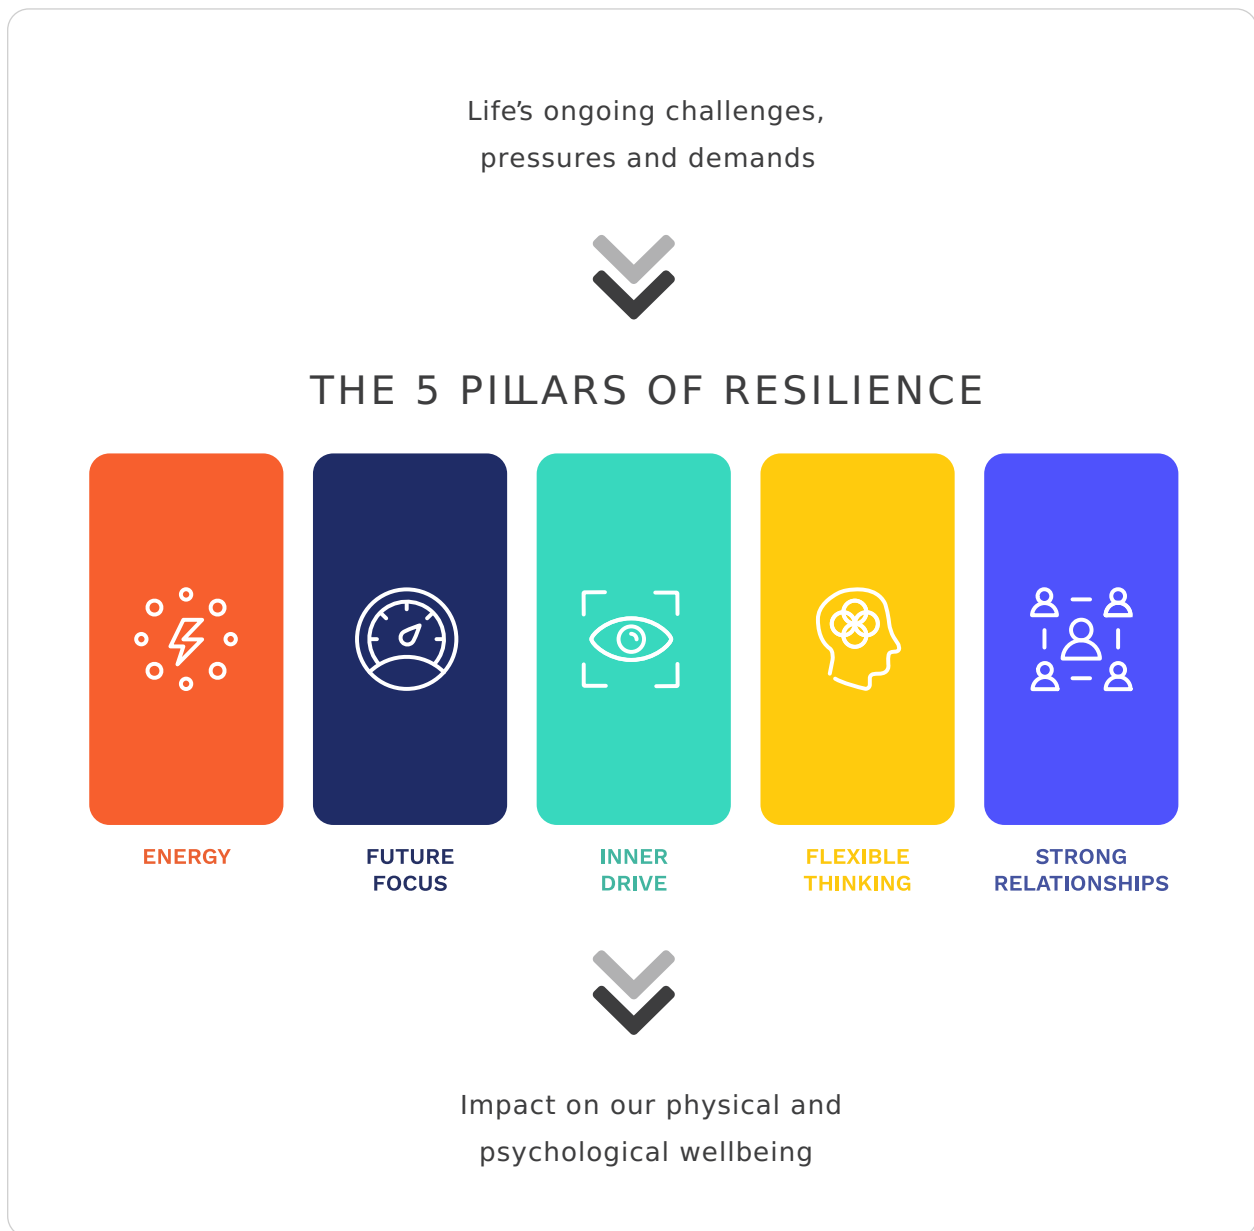 Life's ongoing challenges,
pressures and demands
THE 5 PILLARS OF RESILIENCE
ENERGY
FUTURE
FOCUS
INNER
DRIVE
FLEXIBLE
THINKING
STRONG
RELATIONSHIPS
Impact on our physical and
psychological wellbeing